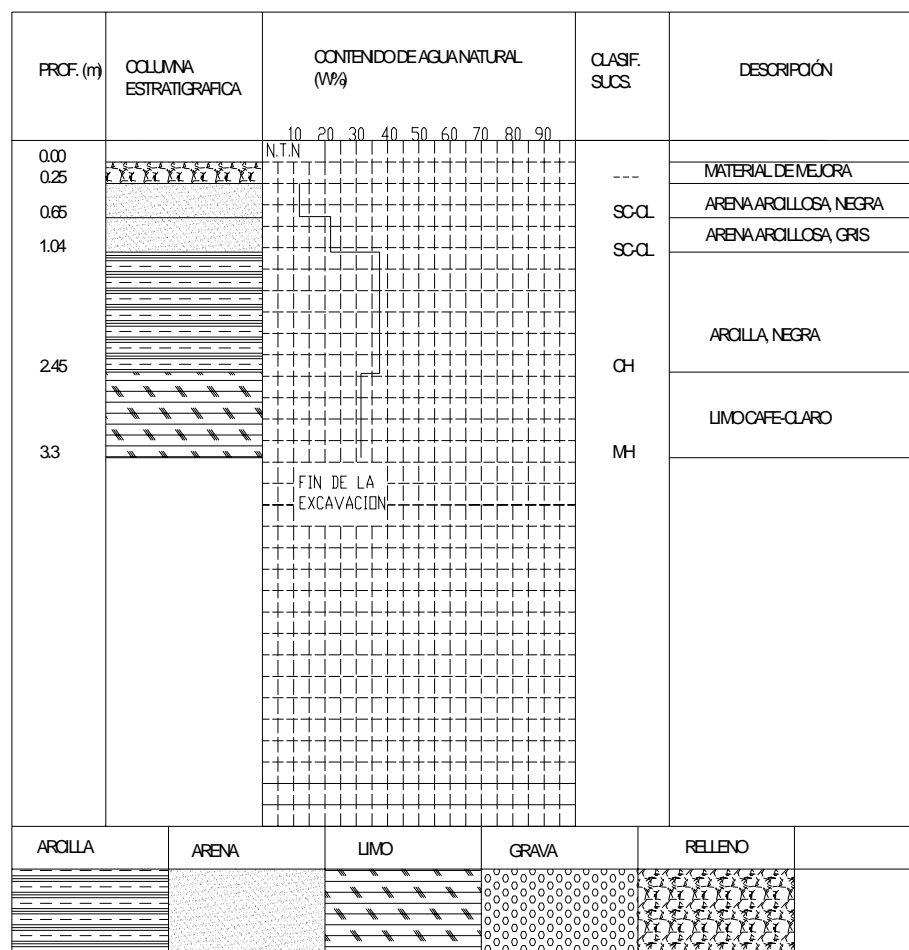 PROF. (m)
COLUMNA
ESTRATIGRAFICA
CONTENIDO DE AGUA NATURAL
(W%)
CLASIF.
SUCS.
DESCRIPCIÓN
10 20 30 40 50 60 70 80 90
N.T.N
0.00
0.25 --- MATERIAL DE MEJORA
0.65 SC-CL ARENA ARCILLOSA, NEGRA
1.04 SC-CL ARENA ARCILLOSA, GRIS
ARCILLA, NEGRA
2.45 CH
LIMO CAFE-CLARO
3.3 MH
FIN DE LA
EXCAVACION
ARCILLA ARENA LIMO GRAVA RELLENO